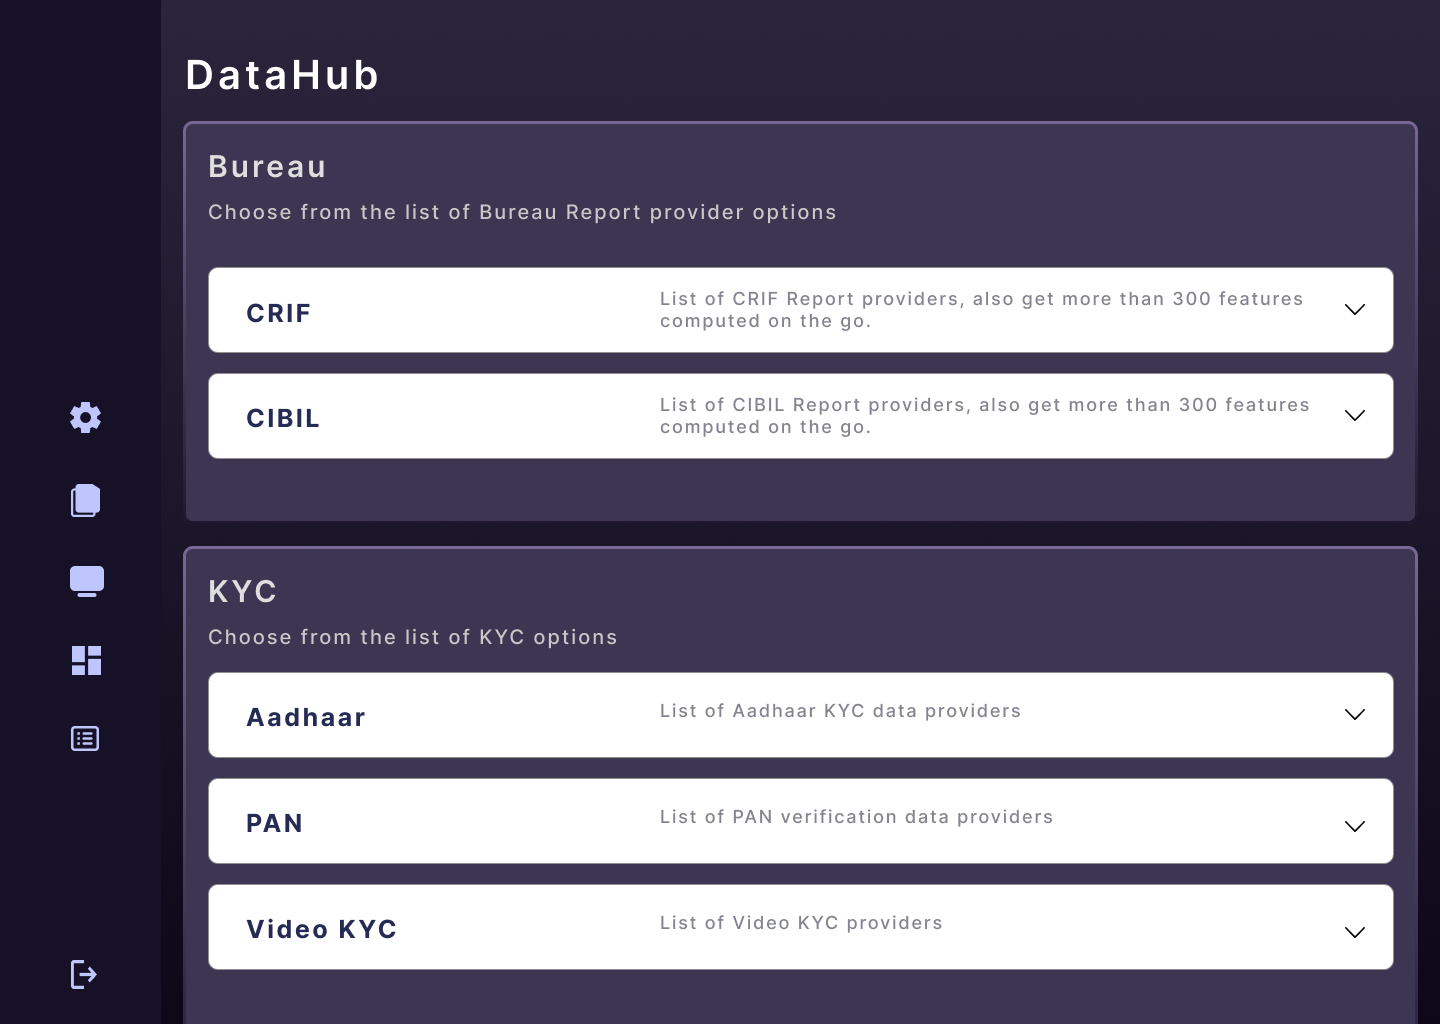 DataHub
Bureau
Choose from the list of Bureau Report provider options
CRIF
List of CRIF Report providers, also get more than 300 features
computed on the go.
CIBIL
List of CIBIL Report providers, also get more than 300 features
computed on the go.
KYC
Choose from the list of KYC options
Aadhaar
List of Aadhaar KYC data providers
PAN
List of PAN verification data providers
Video KYC
List of Video KYC providers